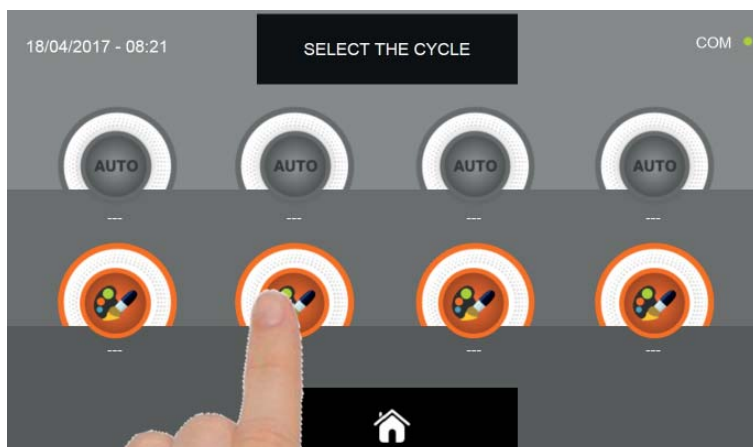 18/04/2017 - 08:21
SELECT THE CYCLE
COM
AUTO AUTO AUTO AUTO
--- --- --- ---
--- --- --- ---